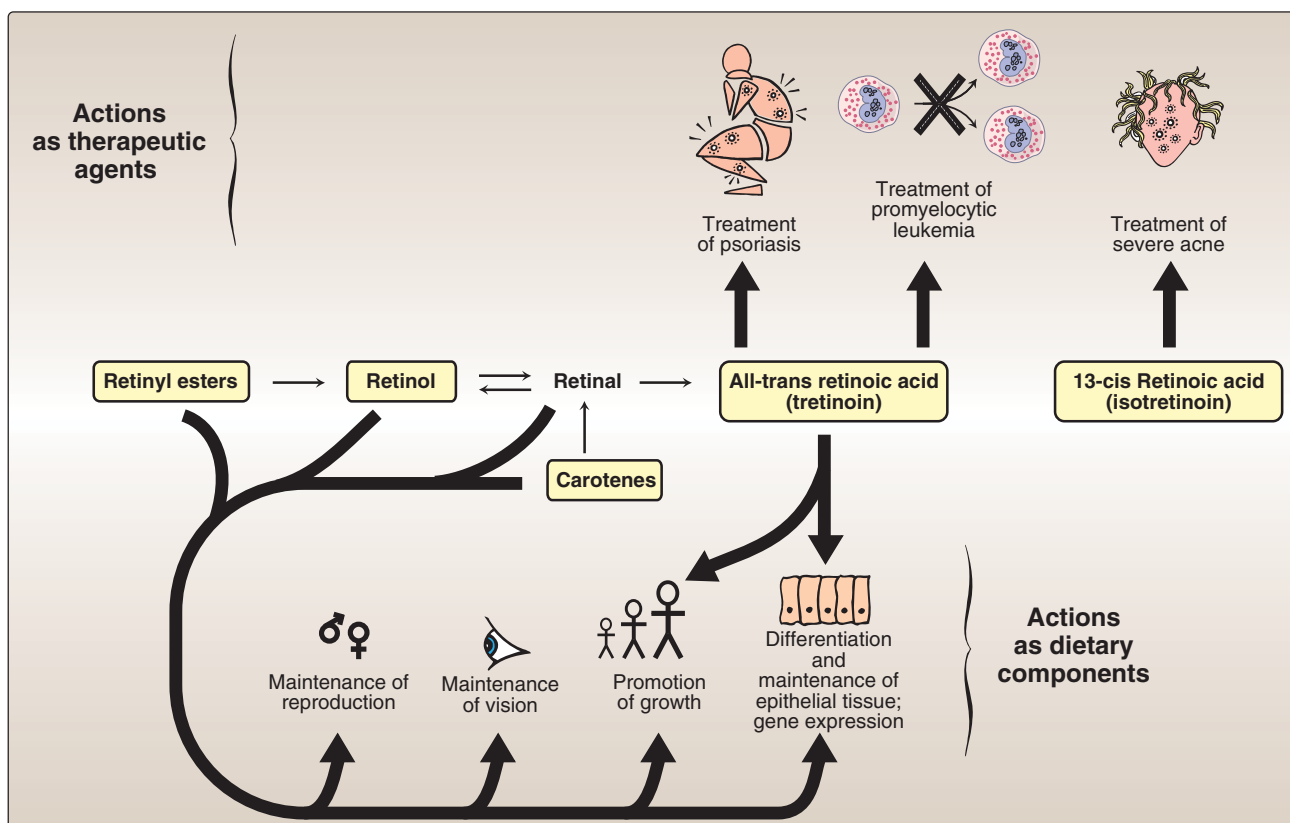 Actions
as therapeutic
agents
Treatment
of psoriasis
Treatment of
promyelocytic
leukemia
Treatment of
severe acne
Retinyl esters
Retinol
Retinal
All-trans retinoic acid
(tretinoin)
13-cis Retinoic acid
(isotretinoin)
Carotenes
Maintenance of
reproduction
Maintenance
of vision
Promotion
of growth
Differentiation
and
maintenance of
epithelial tissue;
gene expression
Actions
as dietary
components